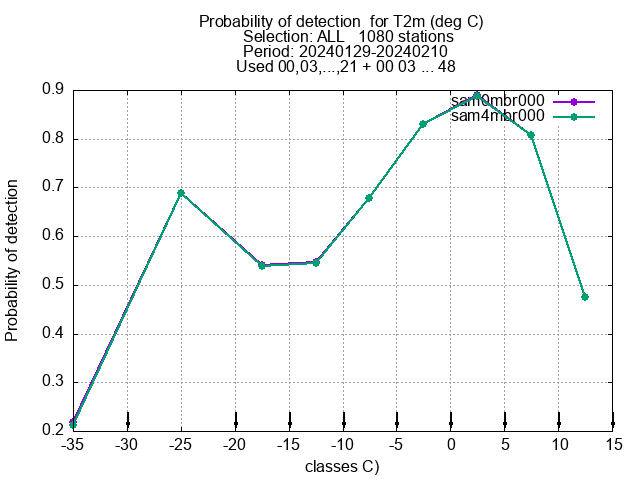 Probability of detection  for T2m (deg C)
Selection: ALL   1080 stations
Period: 20240129-20240210
Used 00,03,...,21 + 00 03 ... 48
sam0mbr000
sam4mbr000
Probability of detection
0.9
0.8
0.7
0.6
0.5
0.4
0.3
0.2
-35 -30 -25 -20 -15 -10 -5 0 5 10 15
classes C)